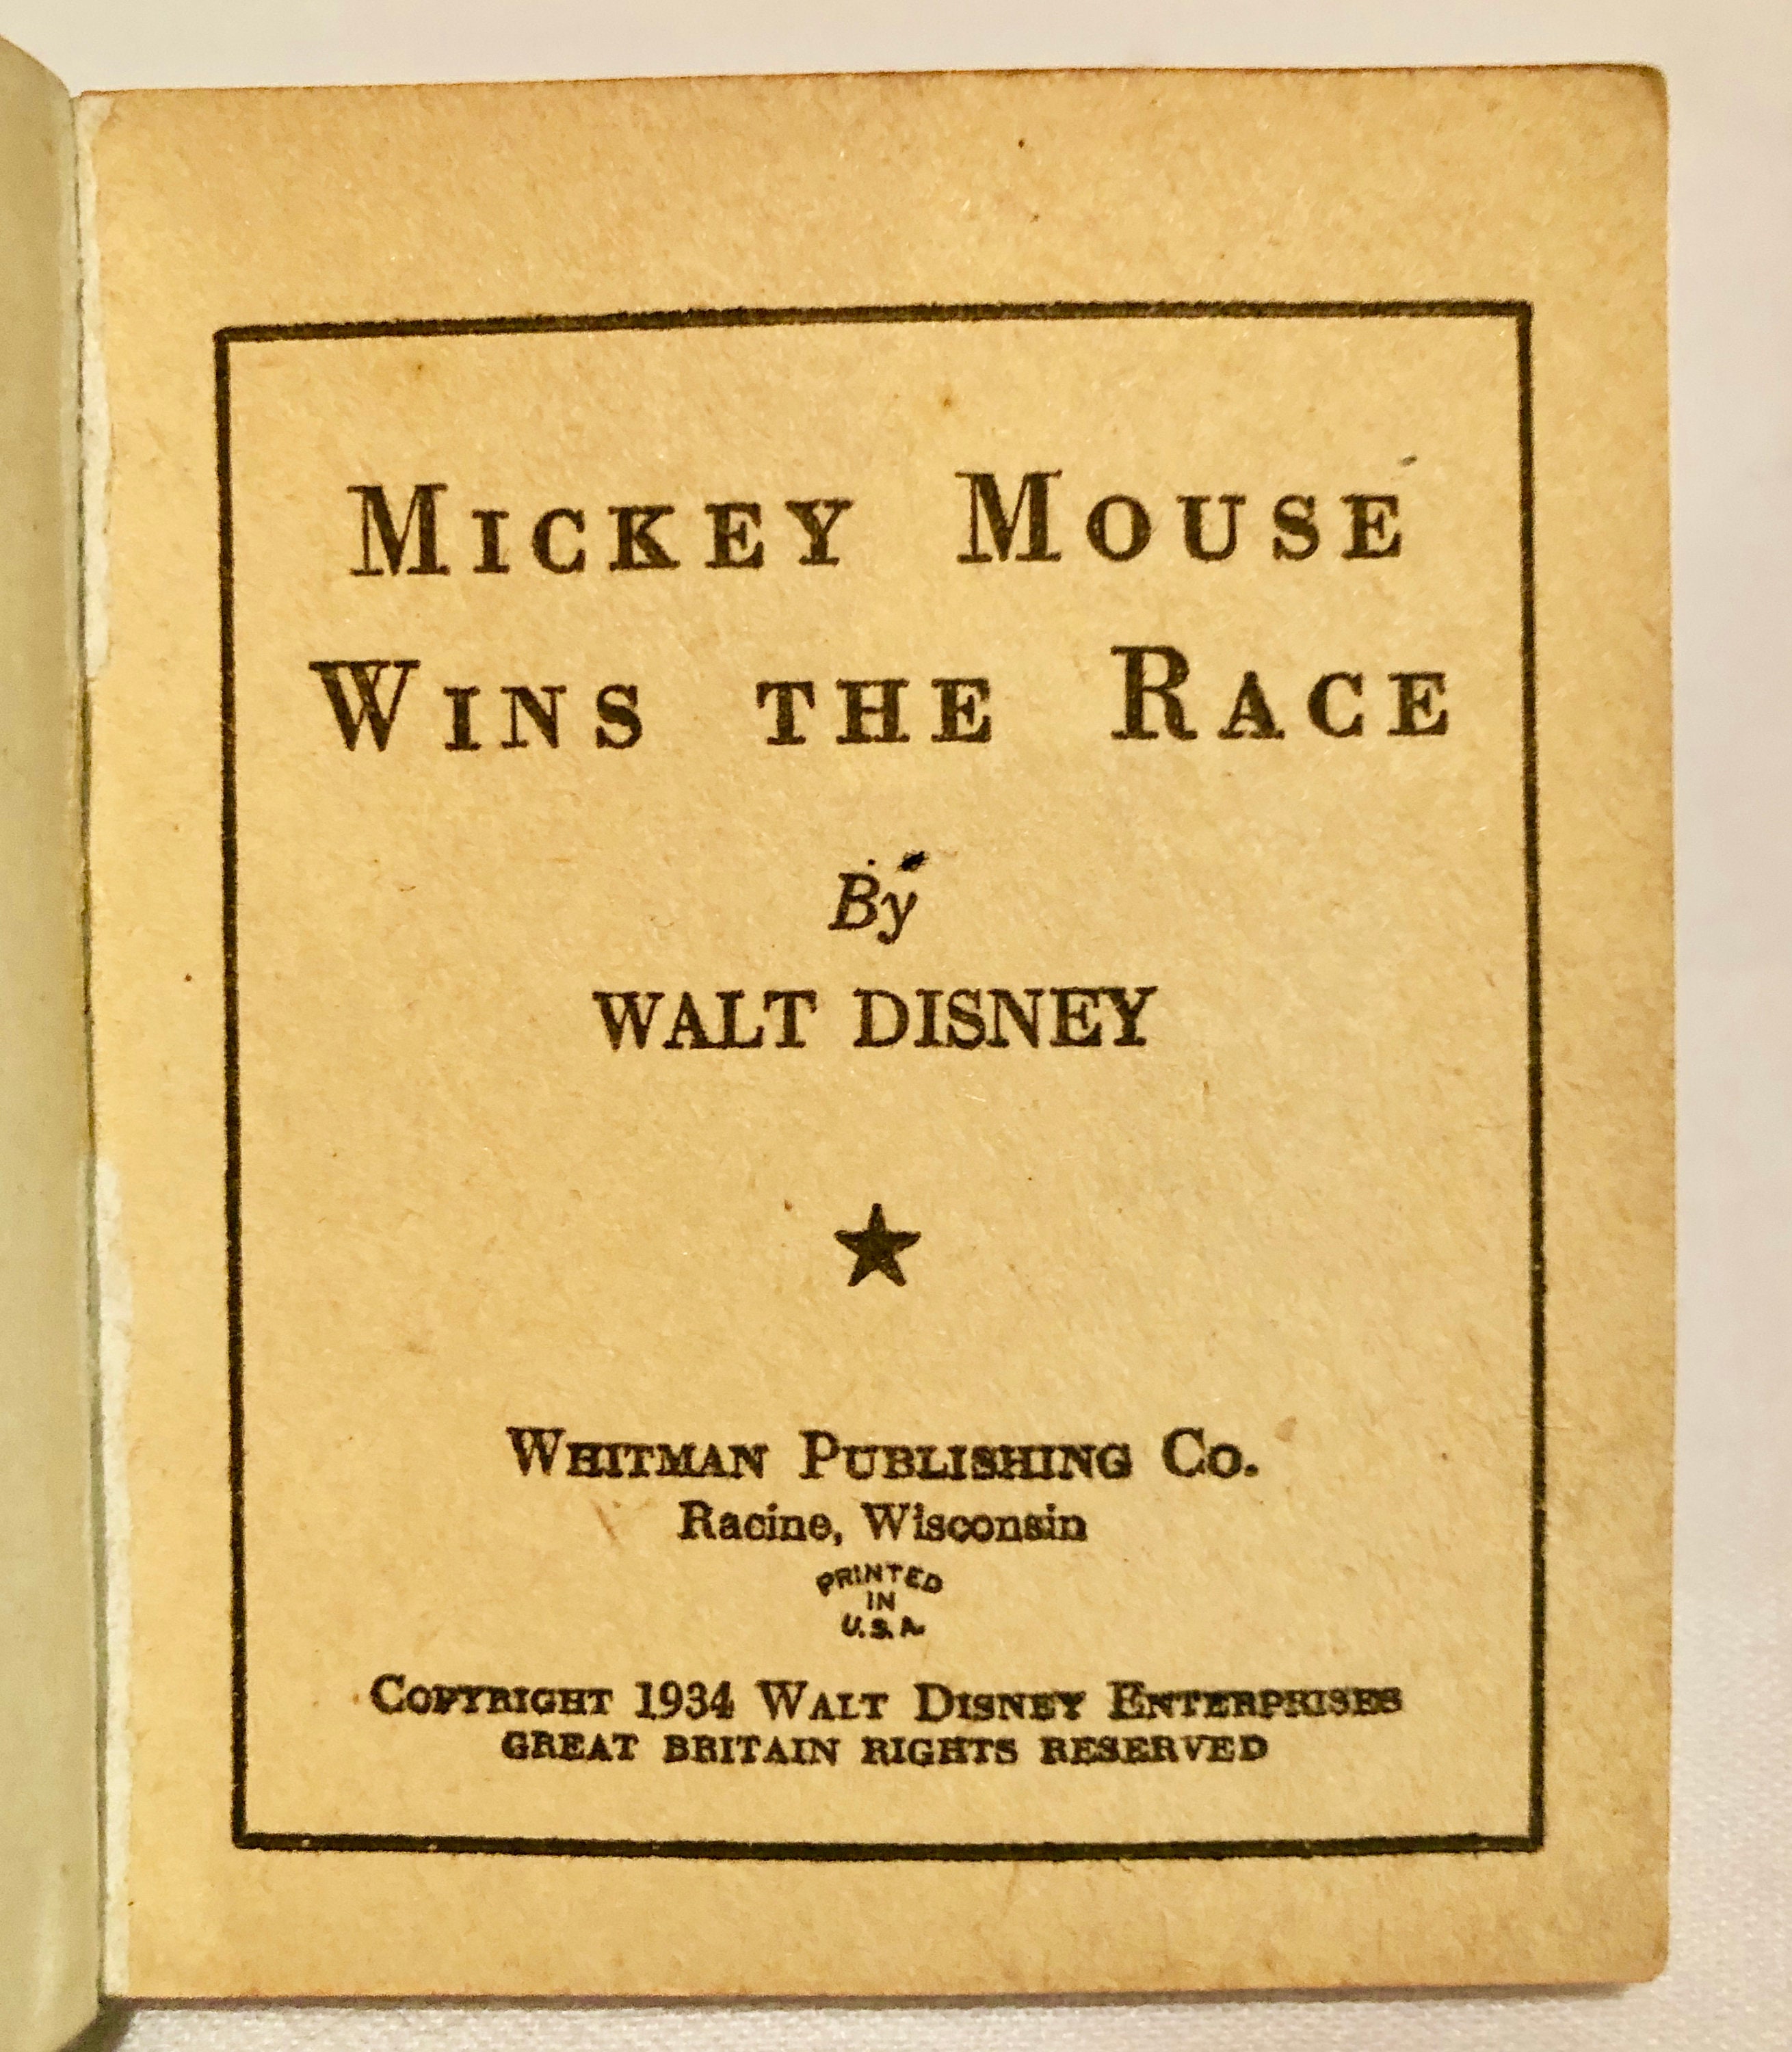 Mickey Mouse
Wins the Race
By
WALT DISNEY
Whitman Publishing Co.
Racine, Wisconsin
PRINTED
IN
U.S.A.
Copyright 1934 Walt Disney Enterprises
GREAT BRITAIN RIGHTS RESERVED